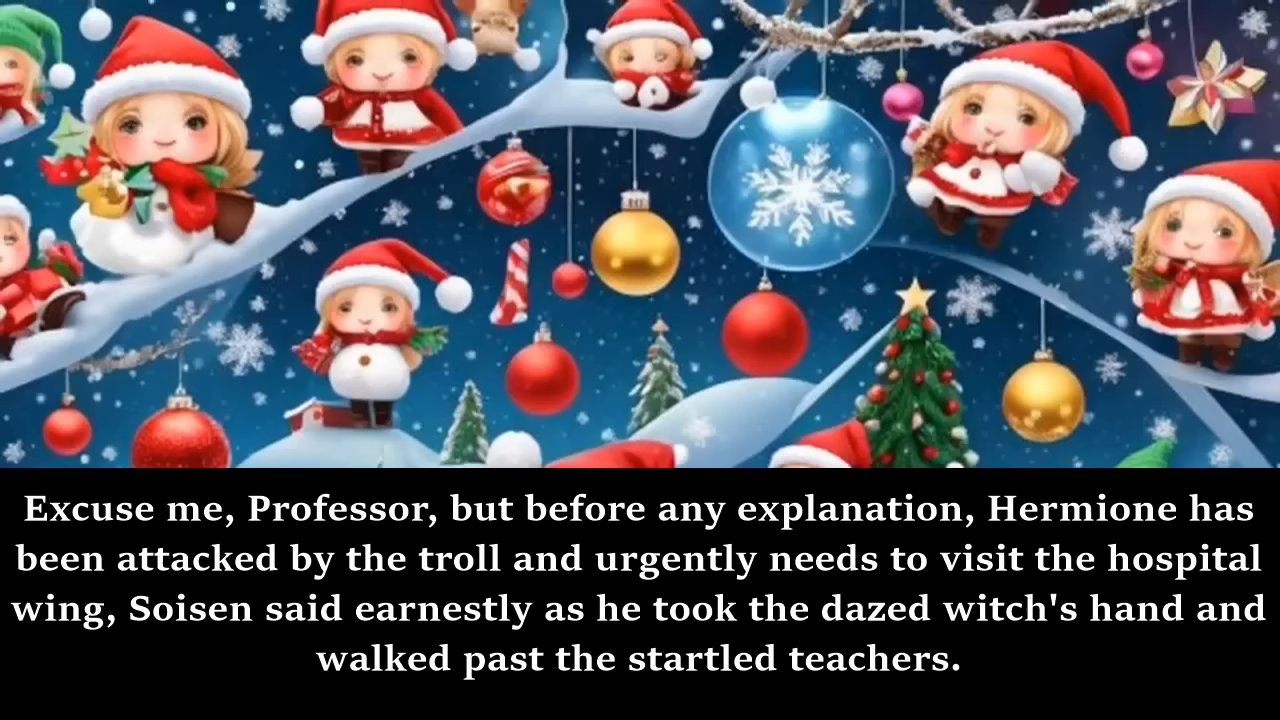 Excuse me, Professor, but before any explanation, Hermione has
been attacked by the troll and urgently needs to visit the hospital
wing, Soisen said earnestly as he took the dazed witch's hand and
walked past the startled teachers.